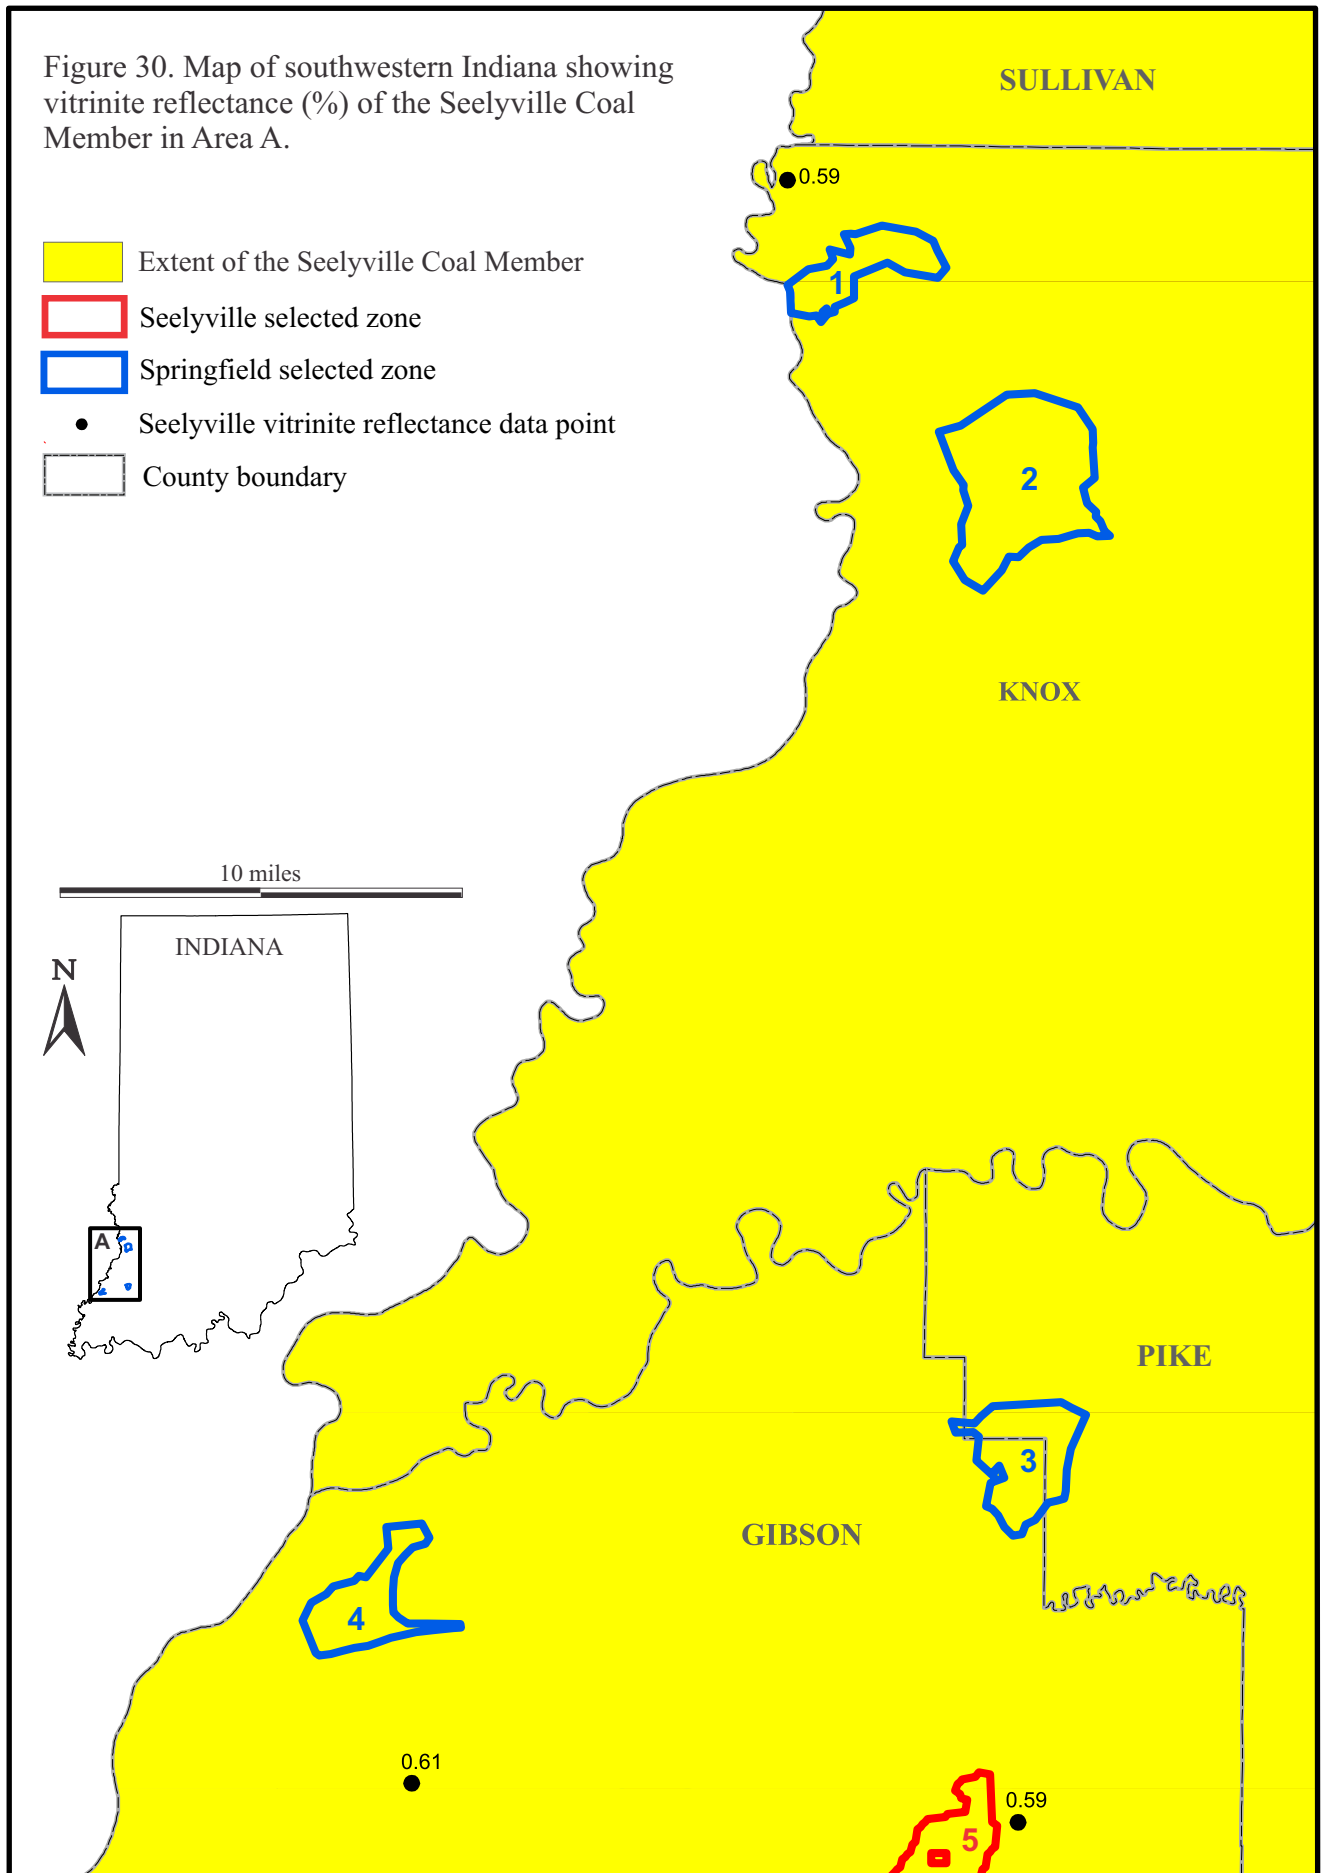 Figure 30. Map of southwestern Indiana showing
vitrinite reflectance (%) of the Seelyville Coal
Member in Area A.
SULLIVAN
0.59
Extent of the Seelyville Coal Member
1
Seelyville selected zone
Springfield selected zone
Seelyville vitrinite reflectance data point
County boundary
2
KNOX
10 miles
INDIANA
N
A
PIKE
3
GIBSON
4
0.61
0.59
5